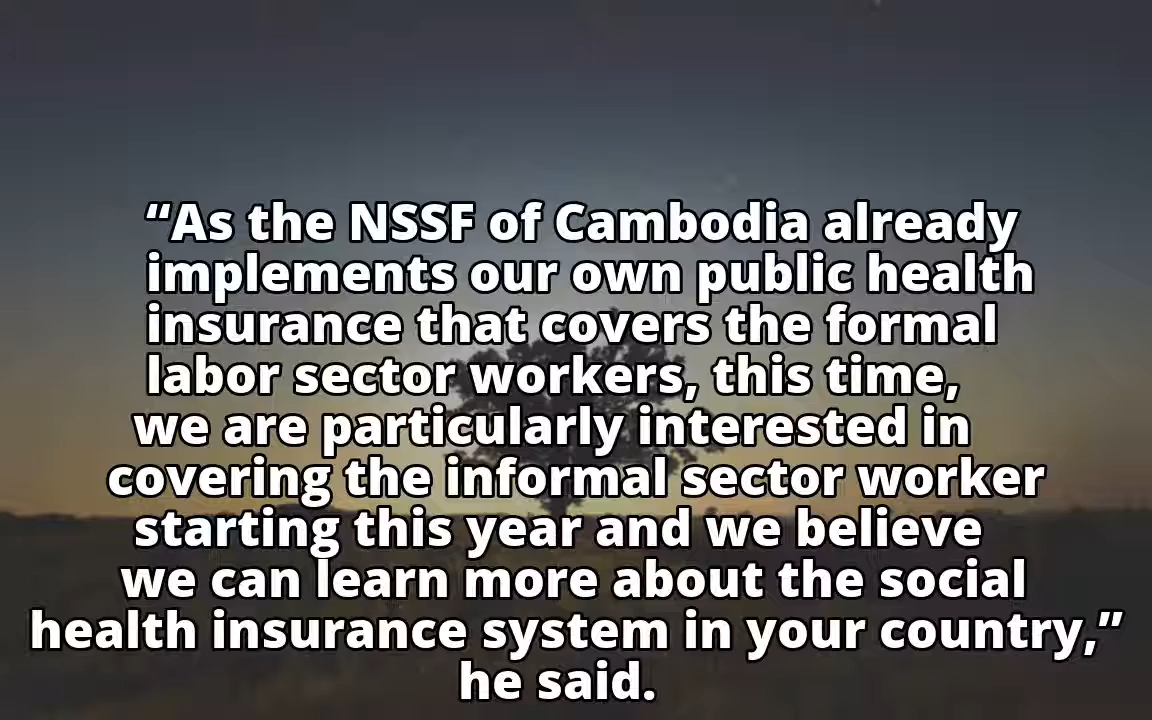 “As the NSSF of Cambodia already
implements our own public health
insurance that covers the formal
labor sector workers, this time,
we are particularly interested in
covering the informal sector worker
starting this year and we believe
we can learn more about the social
health insurance system in your country,”
he said.